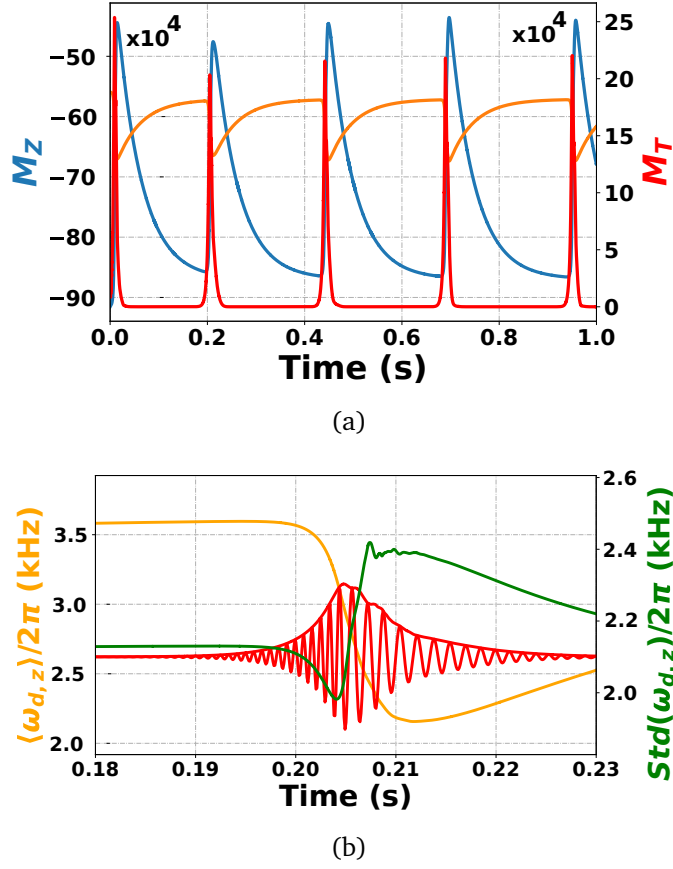 x10⁴ x10⁴
−50
−60
−70
−80
−90
M_Z
25
20
15
10
5
0
M_T
0.0 0.2 0.4 0.6 0.8 1.0
Time (s)
(a)
3.5
3.0
2.5
2.0
⟨ω_{d,z}⟩/2π (kHz)
2.6
2.4
2.2
2.0
Std(ω_{d,z})/2π (kHz)
0.18 0.19 0.20 0.21 0.22 0.23
Time (s)
(b)